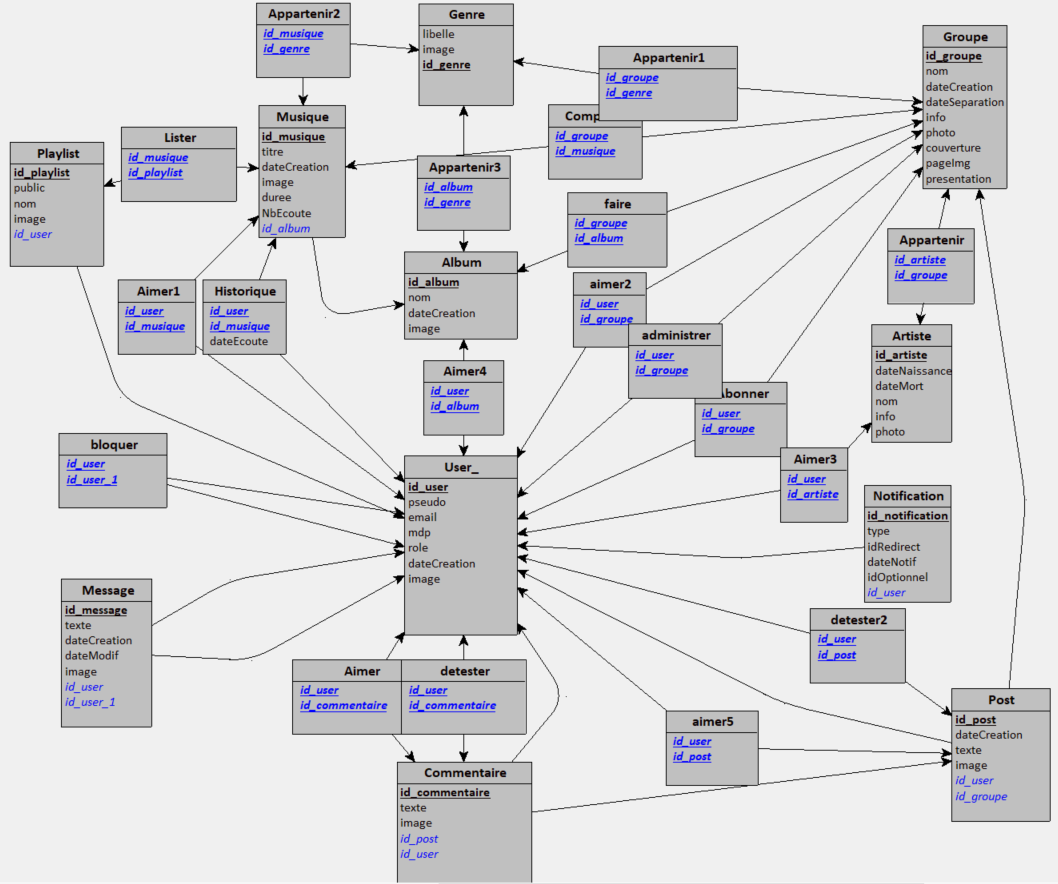 Appartenir2
id_musique
id_genre
Genre
libelle
image
id_genre
Appartenir1
id_groupe
id_genre
Groupe
id_groupe
nom
dateCreation
dateSeparation
info
photo
couverture
pageImg
presentation
Musique
id_musique
titre
dateCreation
image
duree
NbEcoute
id_album
Comp
id_groupe
id_musique
Lister
id_musique
id_playlist
Playlist
id_playlist
public
nom
image
id_user
Appartenir3
id_album
id_genre
faire
id_groupe
id_album
Appartenir
id_artiste
id_groupe
Album
id_album
nom
dateCreation
image
aimer2
id_user
id_groupe
Aimer1
id_user
id_musique
Historique
id_user
id_musique
dateEcoute
administrer
id_user
id_groupe
Artiste
id_artiste
dateNaissance
dateMort
nom
info
photo
Aimer4
id_user
id_album
bonner
id_user
id_groupe
bloquer
id_user
id_user_1
User_
id_user
pseudo
email
mdp
role
dateCreation
image
Aimer3
id_user
id_artiste
Notification
id_notification
type
idRedirect
dateNotif
idOptionnel
id_user
Message
id_message
texte
dateCreation
dateModif
image
id_user
id_user_1
detester2
id_user
id_post
Aimer
id_user
id_commentaire
detester
id_user
id_commentaire
aimer5
id_user
id_post
Post
id_post
dateCreation
texte
image
id_user
id_groupe
Commentaire
id_commentaire
texte
image
id_post
id_user